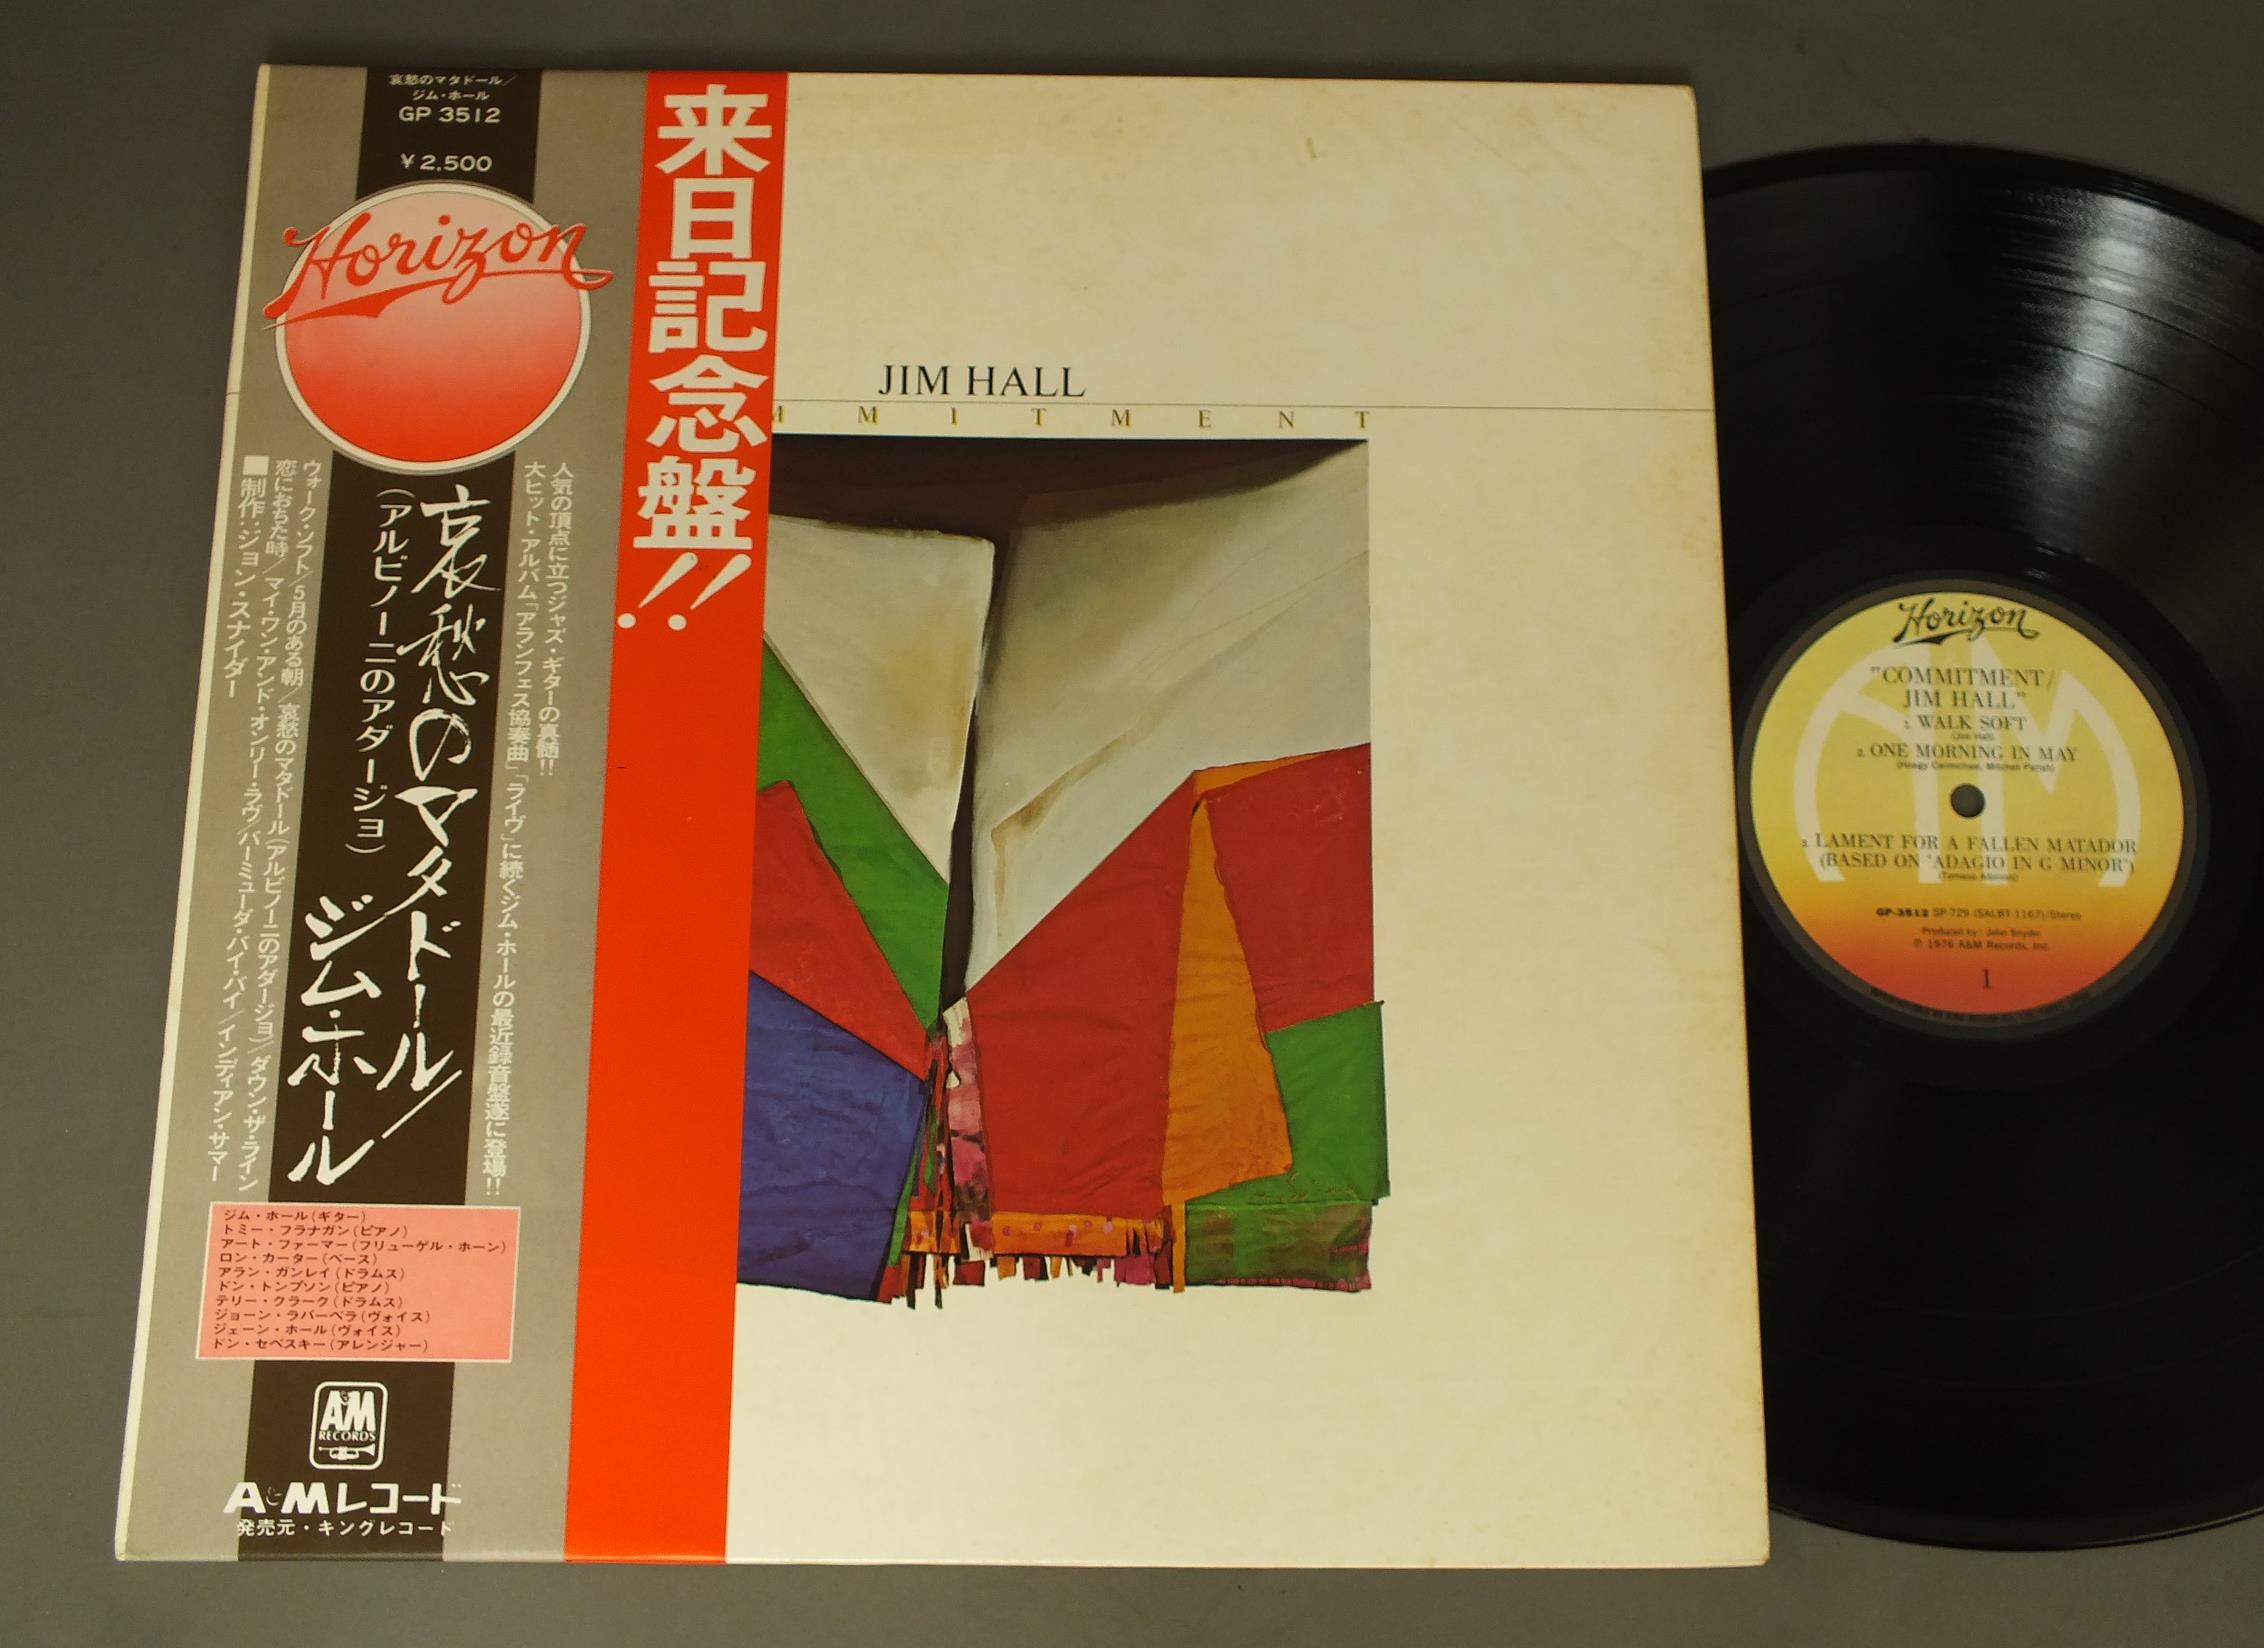 哀愁のマタドール/
ジム・ホール
GP 3512
¥2,500
Horizon
来日記念盤!!
人気の頂点に立つジャズ・ギターの真髄!!
大ヒット・アルバム「アランフェス協奏曲」「ライヴ」に続くジム・ホールの最近録音盤遂に登場!!
哀愁のマタドール/
(アルビノーニのアダージョ)
ジム・ホール
ウォーク・ソフト/5月のある朝/哀愁のマタドール(アルビノーニのアダージョ)/ダウン・ザ・ライン
恋におちた時/マイ・ワン・アンド・オンリー・ラヴ/バーミューダ・バイ・バイ/インディアン・サマー
■制作:ジョン・スナイダー
ジム・ホール(ギター)
トミー・フラナガン(ピアノ)
アート・ファーマー(フリューゲル・ホーン)
ロン・カーター(ベース)
アラン・ガンレイ(ドラムス)
ドン・トンプソン(ピアノ)
テリー・クラーク(ドラムス)
ジョーン・ラバーベラ(ヴォイス)
ジェーン・ホール(ヴォイス)
ドン・セベスキー(アレンジャー)
A&M
RECORDS
A&Mレコード
発売元・キングレコード
JIM HALL
MMITMENT
Horizon
"COMMITMENT/
JIM HALL"
1. WALK SOFT
(Jim Hall)
2. ONE MORNING IN MAY
(Hoagy Carmichael, Mitchell Parish)
3. LAMENT FOR A FALLEN MATADOR
(BASED ON 'ADAGIO IN G MINOR')
(Tomaso Albinoni)
GP-3512 SP-729 (SALBT-1167)/Stereo
Produced by: John Snyder
℗ 1976 A&M Records, Inc.
1